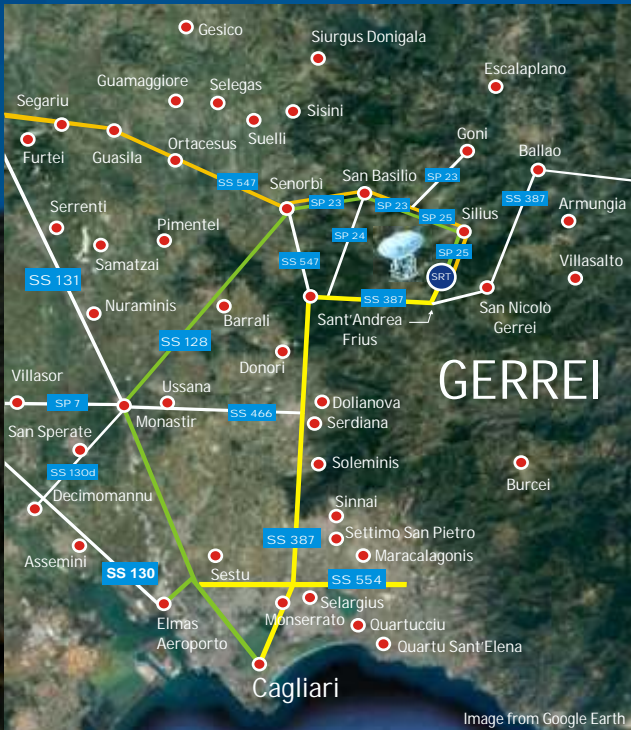 Gesico
Siurgus Donigala
Escalaplano
Guamaggiore
Selegas
Sisini
Segariu
Suelli
Goni
Furtei
Guasila
Ortacesus
Ballao
SS 547
San Basilio
SP 23
Senorbì
SP 23
SP 23
SS 387
Silius
SP 25
Armungia
Serrenti
Pimentel
SP 24
SP 25
Samatzai
SS 547
Villasalto
SS 131
SRT
Nuraminis
Barrali
SS 387
San Nicolò
Gerrei
Sant'Andrea
Frius
SS 128
Donori
GERREI
Villasor
Ussana
SP 7
Monastir
SS 466
Dolianova
Serdiana
San Sperate
SS 130d
Soleminis
Burcei
Decimomannu
Sinnai
SS 387
Settimo San Pietro
Assemini
Maracalagonis
SS 130
Sestu
SS 554
Elmas
Aeroporto
Monserrato
Selargius
Quartucciu
Quartu Sant'Elena
Cagliari
Image from Google Earth